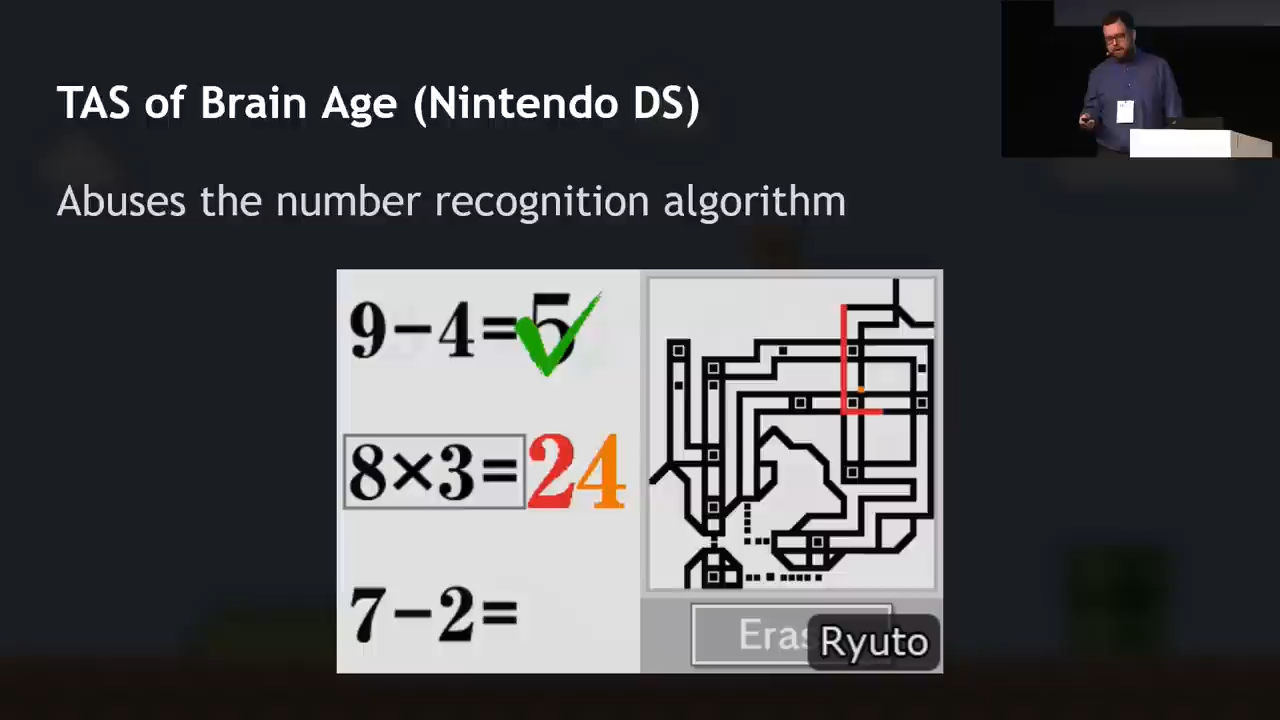 TAS of Brain Age (Nintendo DS)
Abuses the number recognition algorithm
9-4=5
8×3=24
7-2=
Eras
Ryuto